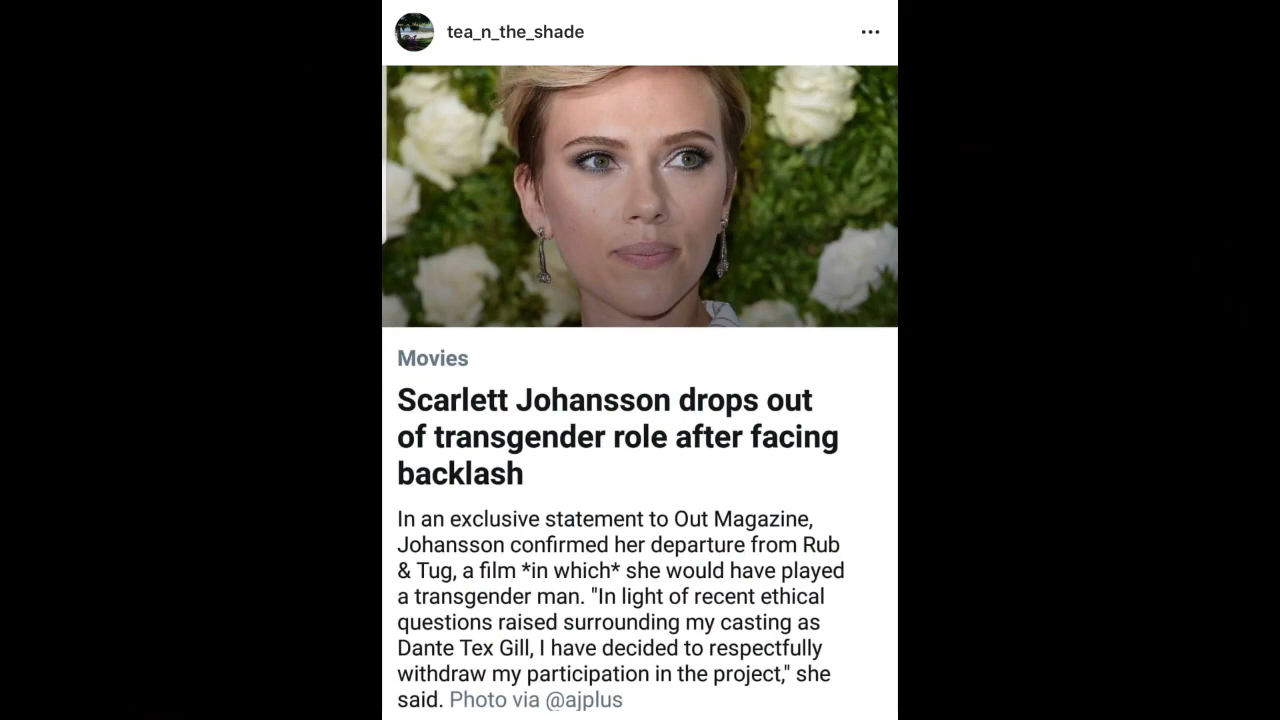 tea_n_the_shade
Movies
Scarlett Johansson drops out
of transgender role after facing
backlash
In an exclusive statement to Out Magazine,
Johansson confirmed her departure from Rub
& Tug, a film *in which* she would have played
a transgender man. "In light of recent ethical
questions raised surrounding my casting as
Dante Tex Gill, I have decided to respectfully
withdraw my participation in the project," she
said. Photo via @ajplus